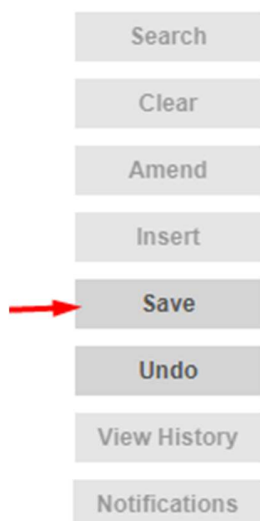 Search
Clear
Amend
Insert
Save
Undo
View History
Notifications